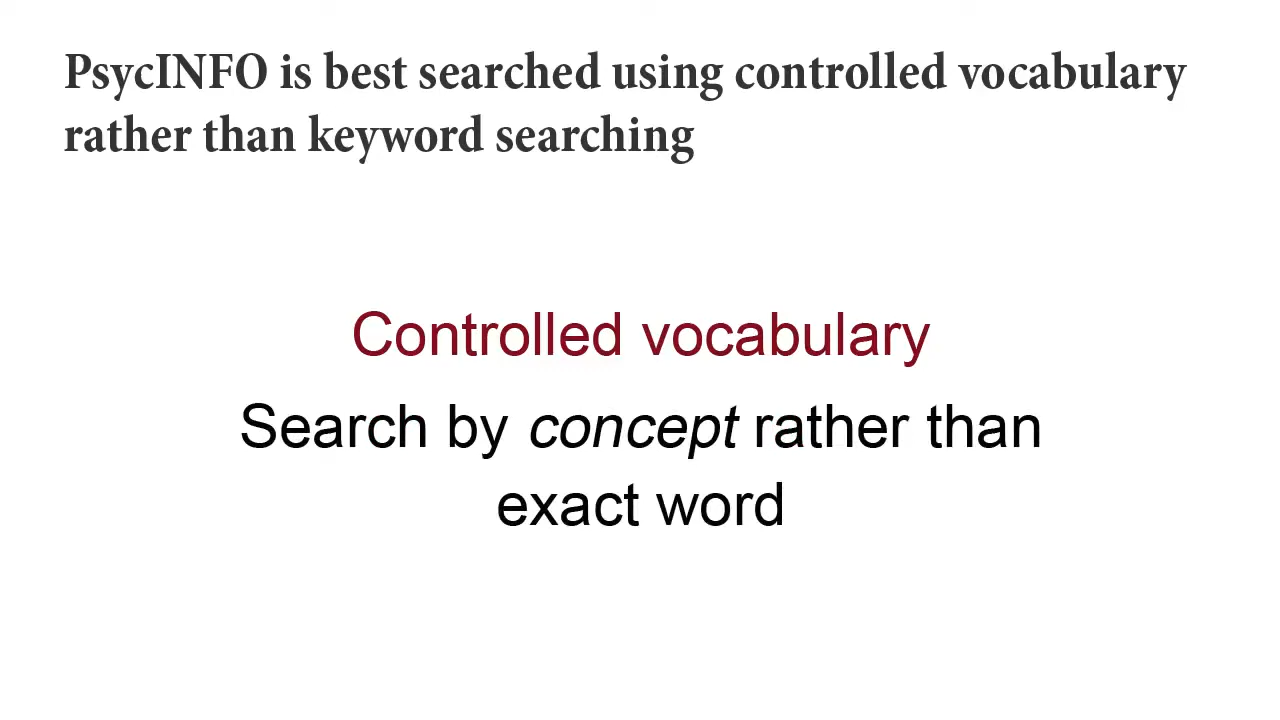 PsycINFO is best searched using controlled vocabulary
rather than keyword searching
Controlled vocabulary
Search by concept rather than
exact word